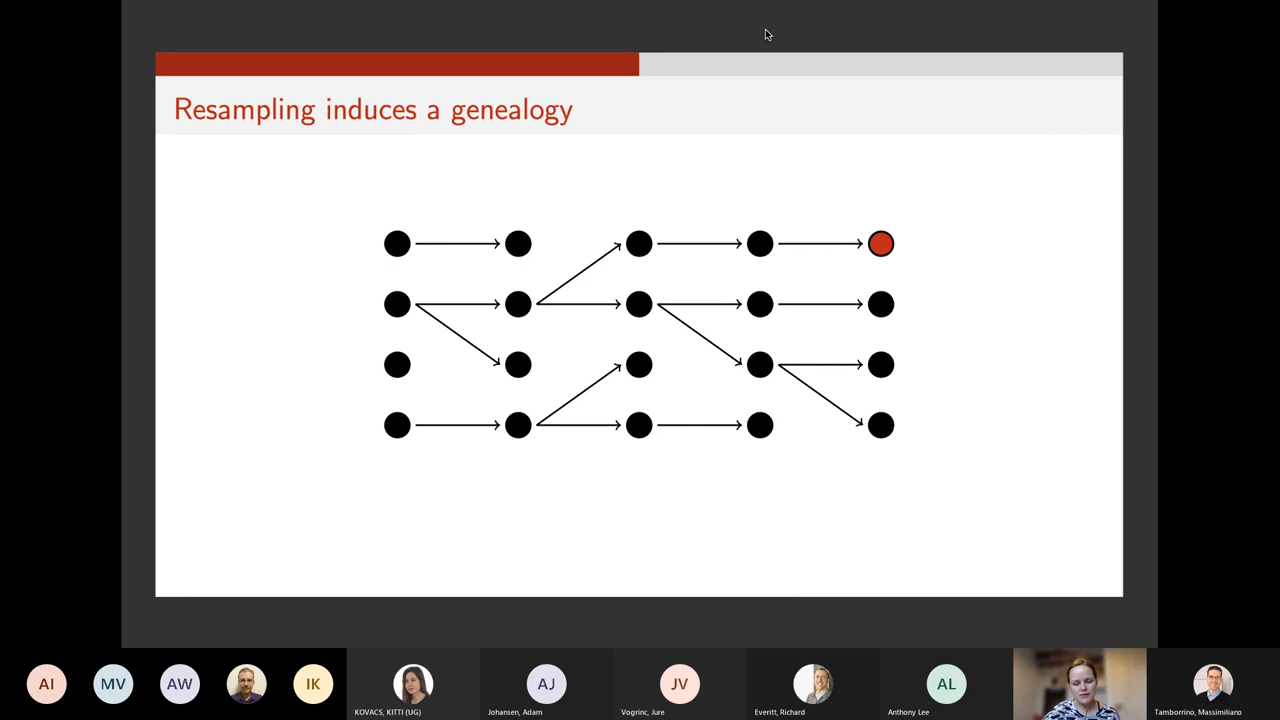 Resampling induces a genealogy
AI
MV
AW
IK
AJ
JV
AL
KOVACS, KITTI (UG)
Johansen, Adam
Vogrinc, Jure
Everitt, Richard
Anthony Lee
Tamborrino, Massimiliano